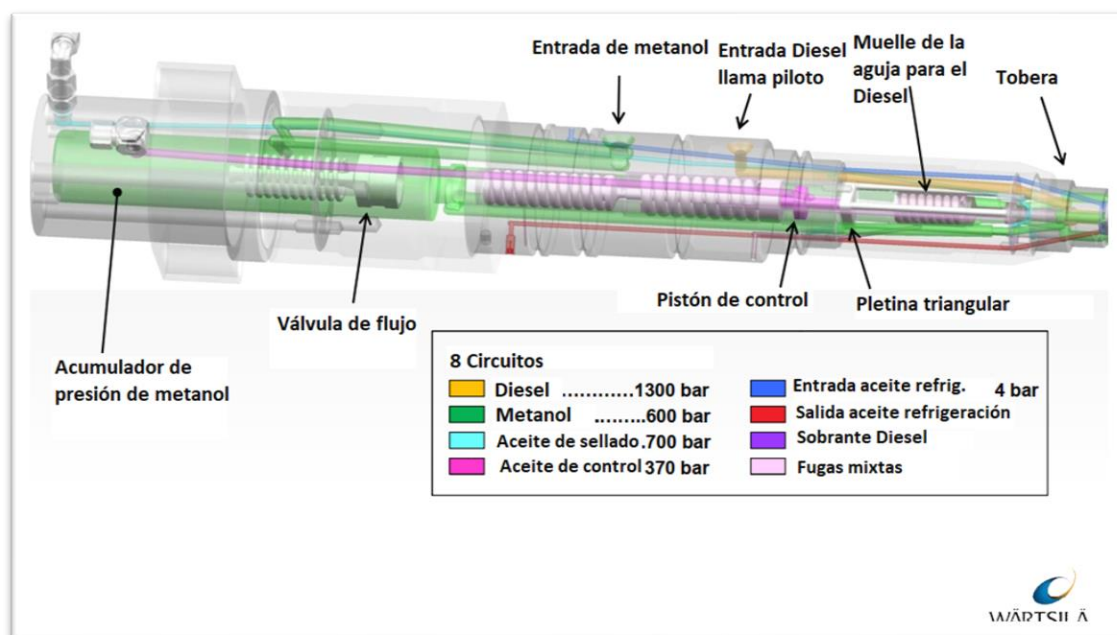 Entrada de metanol
Entrada Diesel
llama piloto
Muelle de la
aguja para el
Diesel
Tobera
Pistón de control
Pletina triangular
Válvula de flujo
Acumulador de
presión de metanol
8 Circuitos
Diesel ............1300 bar
Metanol .........600 bar
Aceite de sellado .700 bar
Aceite de control 370 bar
Entrada aceite refrig. 4 bar
Salida aceite refrigeración
Sobrante Diesel
Fugas mixtas
WÄRTSILÄ